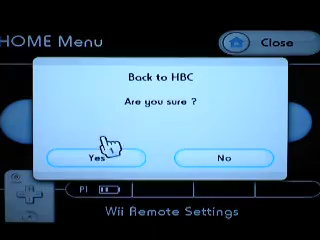 HOME Menu
Close
Back to HBC
Are you sure ?
Yes
No
P1
Wii Remote Settings